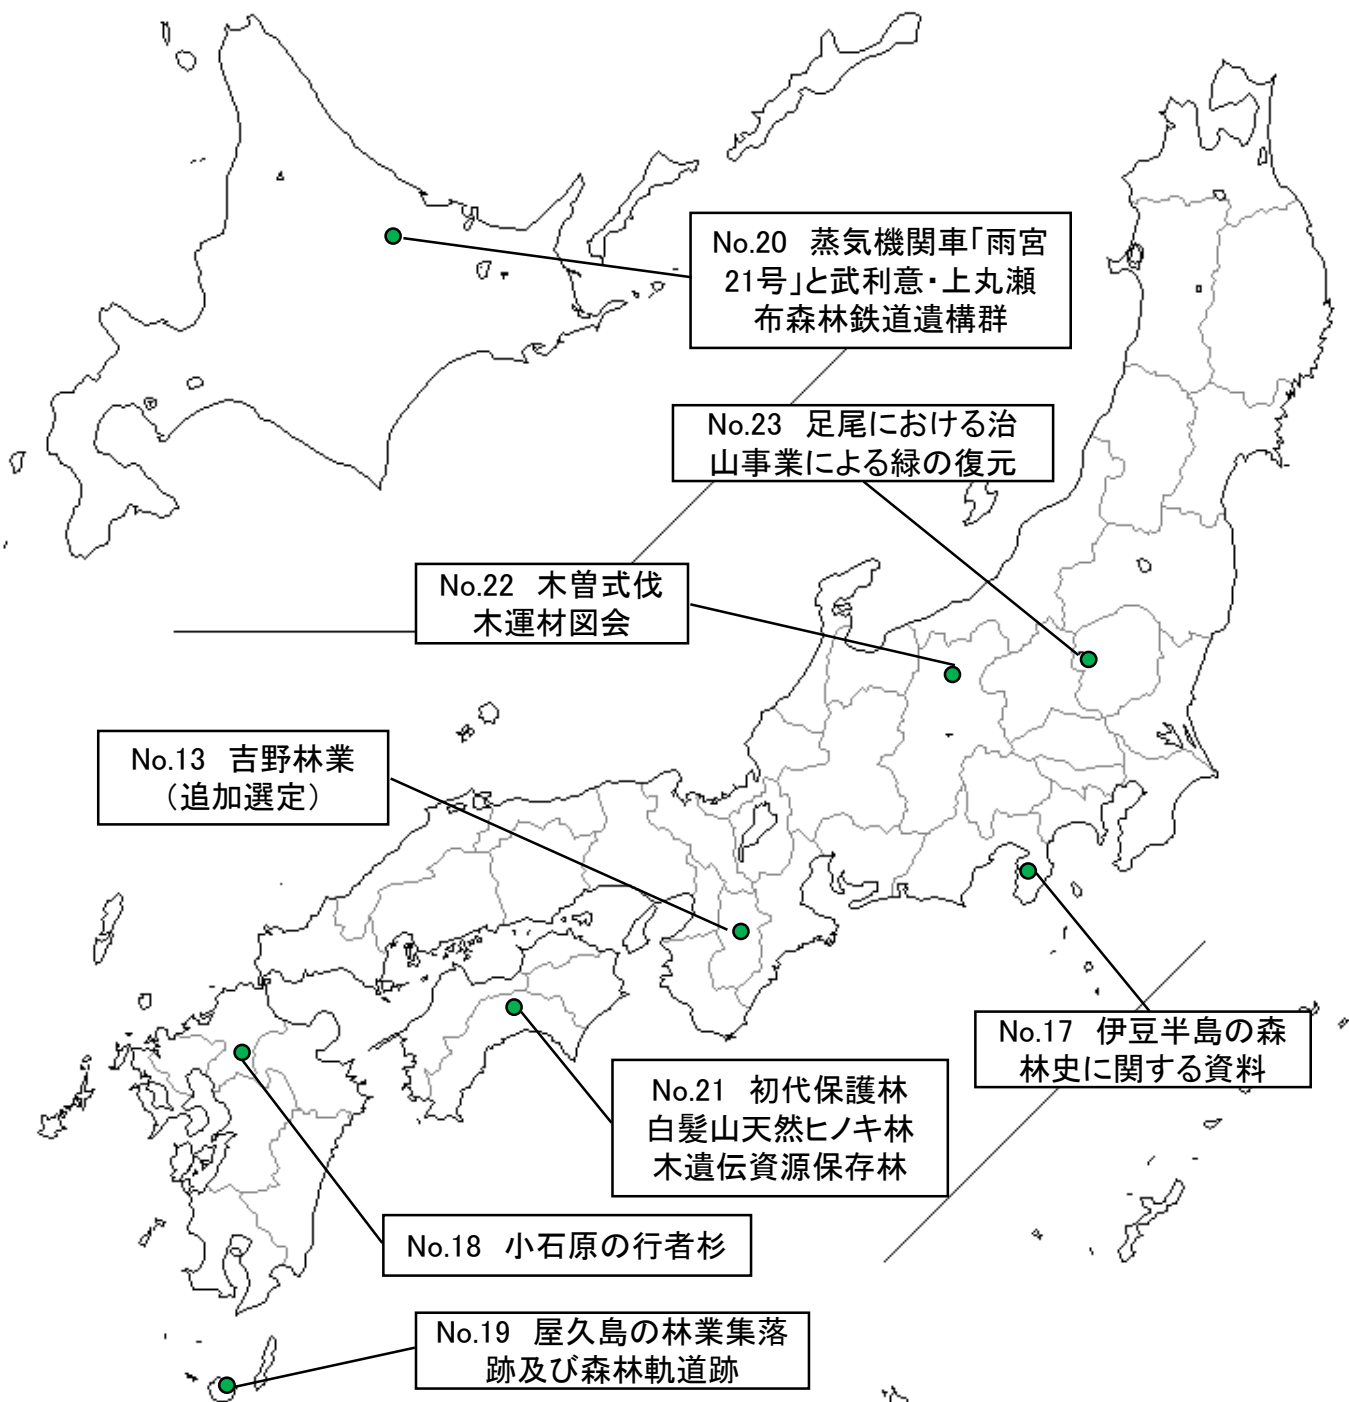 No.20 蒸気機関車「雨宮
21号」と武利意・上丸瀬
布森林鉄道遺構群
No.23 足尾における治
山事業による緑の復元
No.22 木曽式伐
木運材図会
No.13 吉野林業
（追加選定）
No.17 伊豆半島の森
林史に関する資料
No.21 初代保護林
白髪山天然ヒノキ林
木遺伝資源保存林
No.18 小石原の行者杉
No.19 屋久島の林業集落
跡及び森林軌道跡